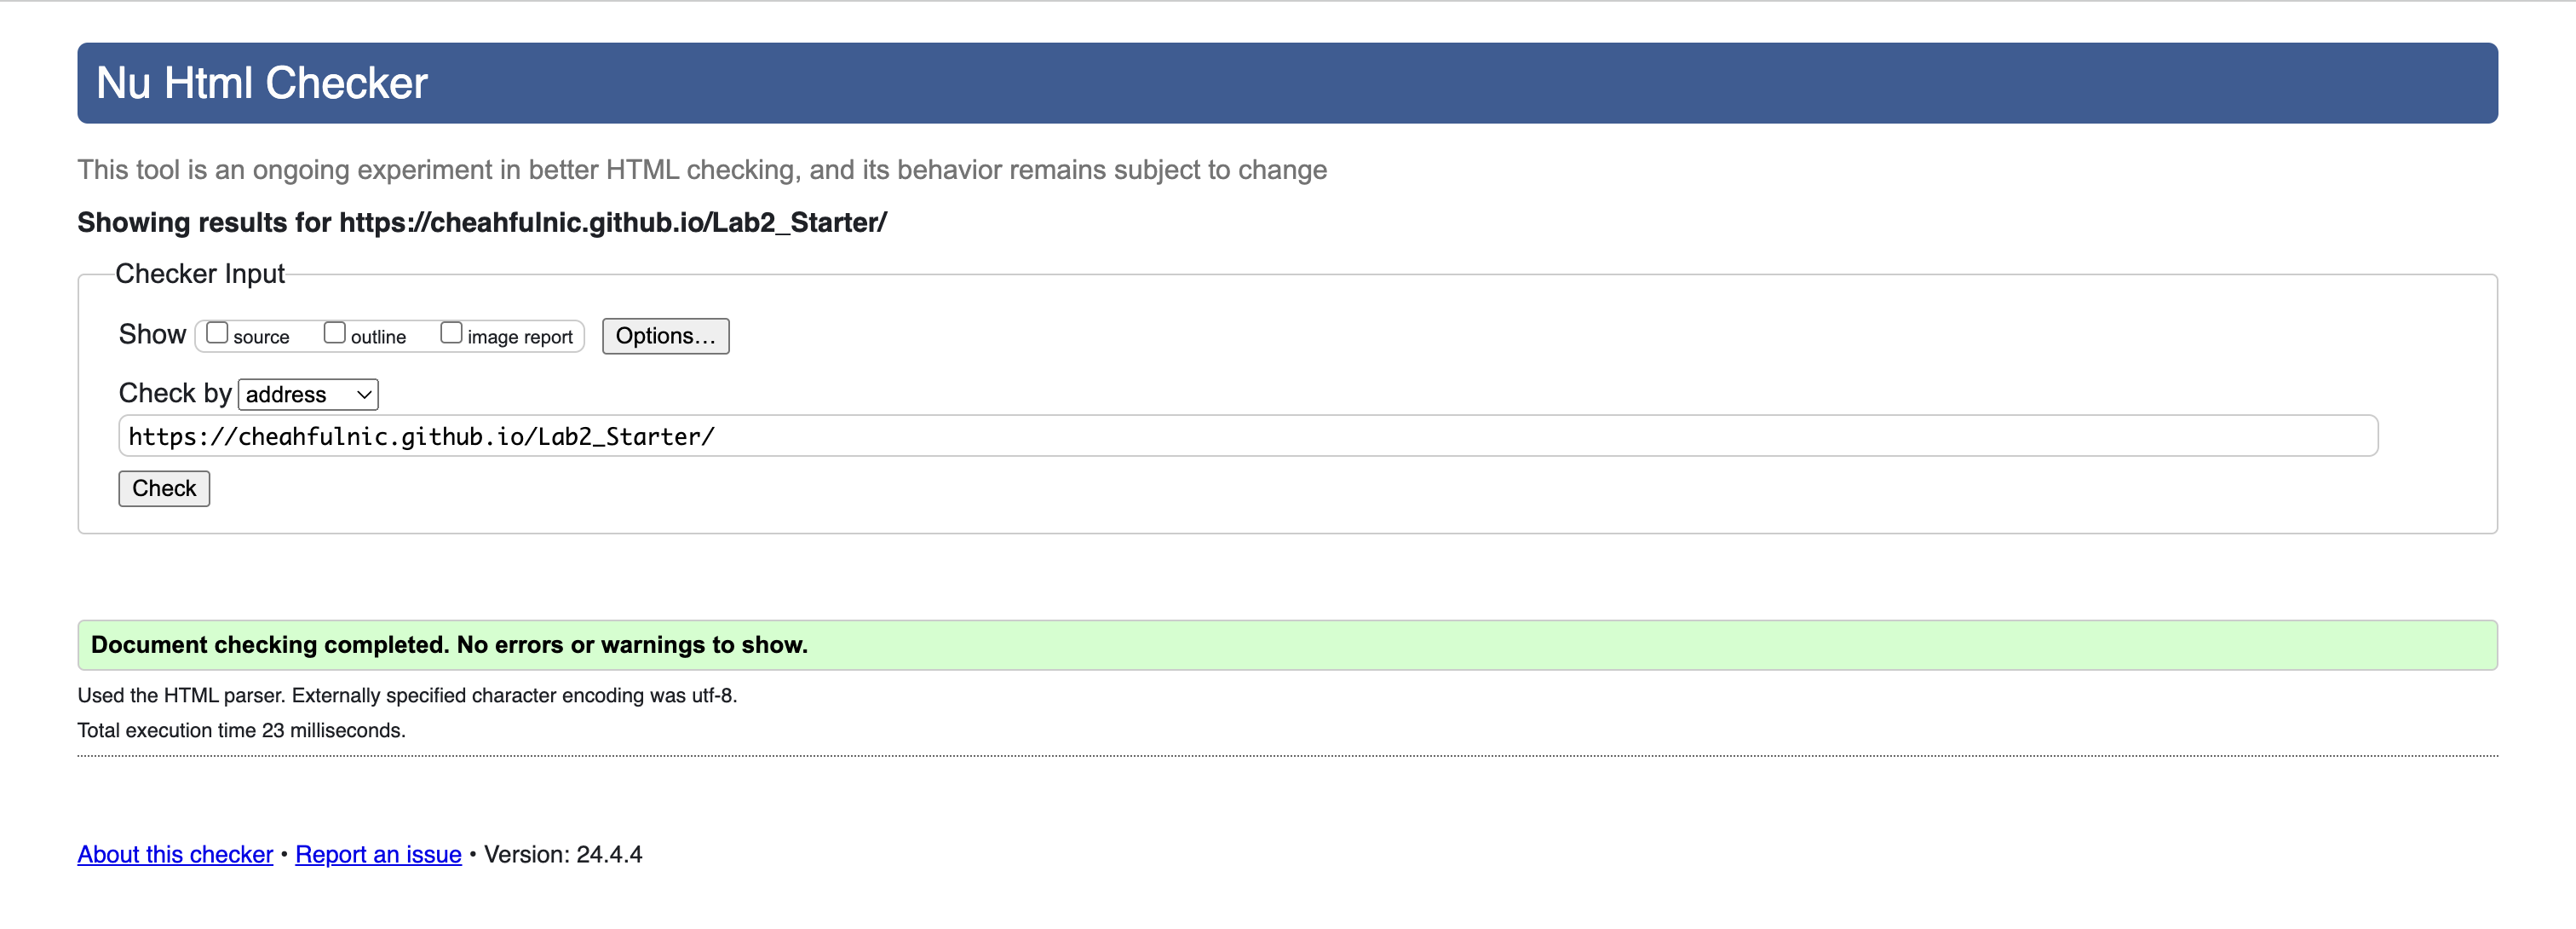 Nu Html Checker
This tool is an ongoing experiment in better HTML checking, and its behavior remains subject to change
Showing results for https://cheahfulnic.github.io/Lab2_Starter/
Checker Input
Show source outline image report Options…
Check by address
https://cheahfulnic.github.io/Lab2_Starter/
Check
Document checking completed. No errors or warnings to show.
Used the HTML parser. Externally specified character encoding was utf-8.
Total execution time 23 milliseconds.
About this checker • Report an issue • Version: 24.4.4